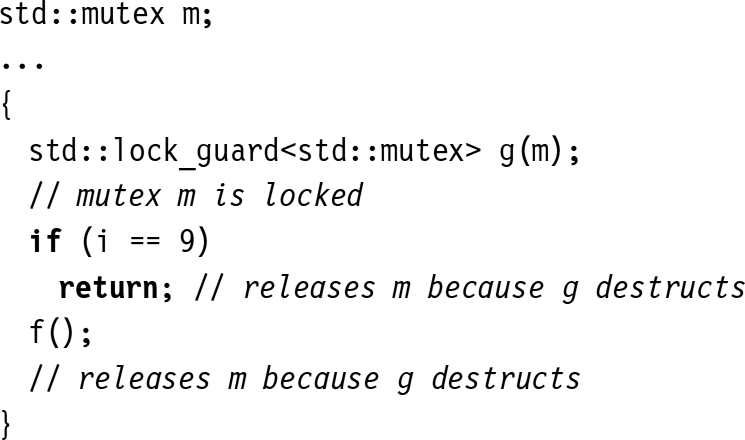 std::mutex m;
...
{
  std::lock_guard<std::mutex> g(m);
  // mutex m is locked
  if (i == 9)
    return; // releases m because g destructs
  f();
  // releases m because g destructs
}